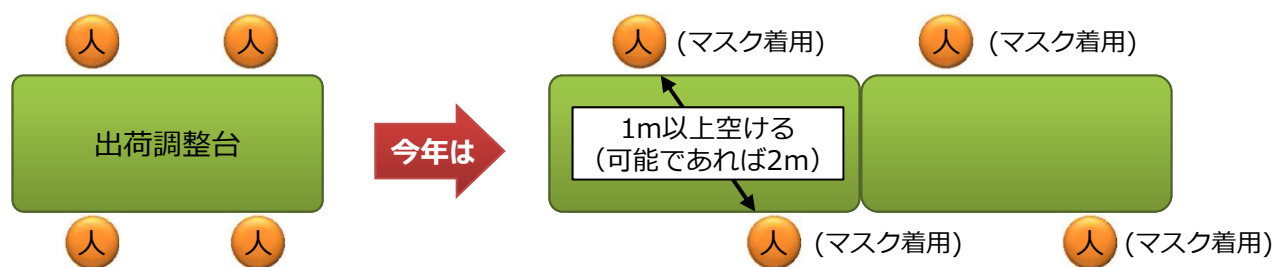 人 人
出荷調整台
人 人
今年は
人 (マスク着用) 人 (マスク着用)
1m以上空ける
（可能であれば2m）
人 (マスク着用) 人 (マスク着用)